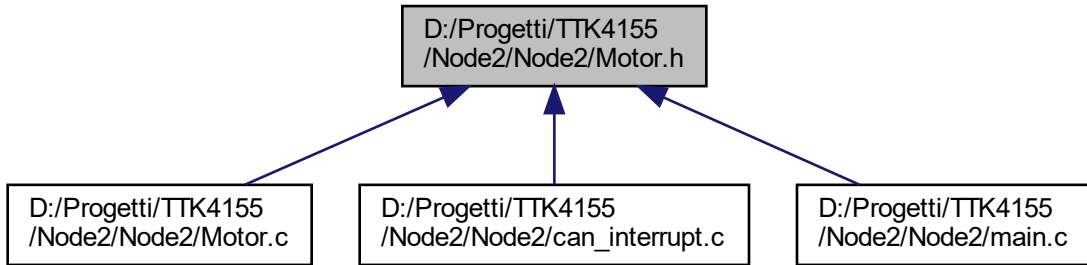 D:/Progetti/TTK4155
/Node2/Node2/Motor.h
D:/Progetti/TTK4155
/Node2/Node2/Motor.c
D:/Progetti/TTK4155
/Node2/Node2/can_interrupt.c
D:/Progetti/TTK4155
/Node2/Node2/main.c